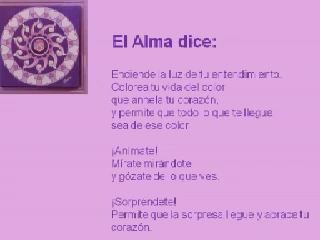 El Alma dice:
Enciende la luz de tu entendimiento.
Colorea tu vida del color
que anhela tu corazón,
y permite que todo lo que te llegue
sea de ese color
¡Anímate!
Mírate mirándote
y gózate de lo que ves.
¡Sorpréndete!
Permite que la sorpresa llegue y abrace tu
corazón.